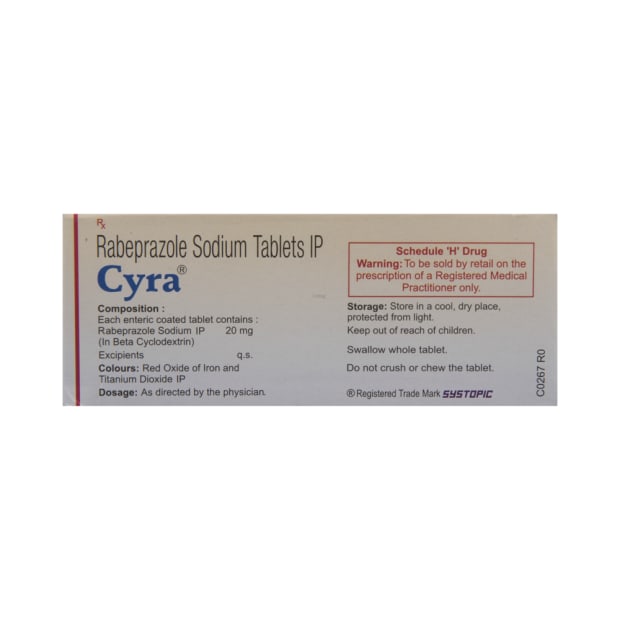 Rx
Rabeprazole Sodium Tablets IP
Cyra®
Composition :
Each enteric coated tablet contains :
Rabeprazole Sodium IP 20 mg
(In Beta Cyclodextrin)
Excipients q.s.
Colours: Red Oxide of Iron and
Titanium Dioxide IP
Dosage: As directed by the physician.
Schedule 'H' Drug
Warning: To be sold by retail on the
prescription of a Registered Medical
Practitioner only.
Storage: Store in a cool, dry place,
protected from light.
Keep out of reach of children.
Swallow whole tablet.
Do not crush or chew the tablet.
® Registered Trade Mark SYSTOPIC
C0267 R0